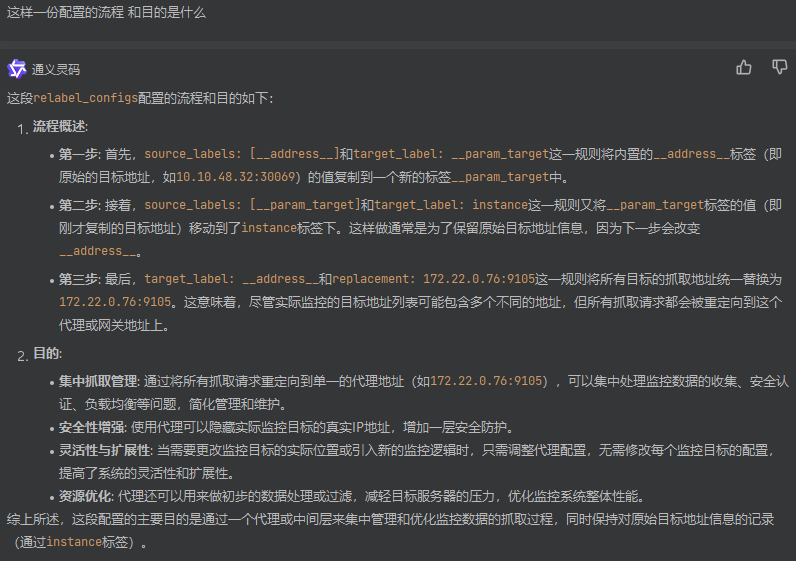 这样一份配置的流程 和目的是什么
通义灵码
这段relabel_configs配置的流程和目的如下：
1. 流程概述:
• 第一步: 首先，source_labels: [__address__]和target_label: __param_target这一规则将内置的__address__标签（即
原始的目标地址，如10.10.48.32:30069）的值复制到一个新的标签__param_target中。
• 第二步: 接着，source_labels: [__param_target]和target_label: instance这一规则又将__param_target标签的值（即
刚才复制的目标地址）移动到了instance标签下。这样做通常是为了保留原始目标地址信息，因为下一步会改变
__address__。
• 第三步: 最后，target_label: __address__和replacement: 172.22.0.76:9105这一规则将所有目标的抓取地址统一替换为
172.22.0.76:9105。这意味着，尽管实际监控的目标地址列表可能包含多个不同的地址，但所有抓取请求都会被重定向到这个
代理或网关地址上。
2. 目的:
• 集中抓取管理: 通过将所有抓取请求重定向到单一的代理地址（如172.22.0.76:9105），可以集中处理监控数据的收集、安全认
证、负载均衡等问题，简化管理和维护。
• 安全性增强: 使用代理可以隐藏实际监控目标的真实IP地址，增加一层安全防护。
• 灵活性与扩展性: 当需要更改监控目标的实际位置或引入新的监控逻辑时，只需调整代理配置，无需修改每个监控目标的配置，
提高了系统的灵活性和扩展性。
• 资源优化: 代理还可以用来做初步的数据处理或过滤，减轻目标服务器的压力，优化监控系统整体性能。
综上所述，这段配置的主要目的是通过一个代理或中间层来集中管理和优化监控数据的抓取过程，同时保持对原始目标地址信息的记录
（通过instance标签）。